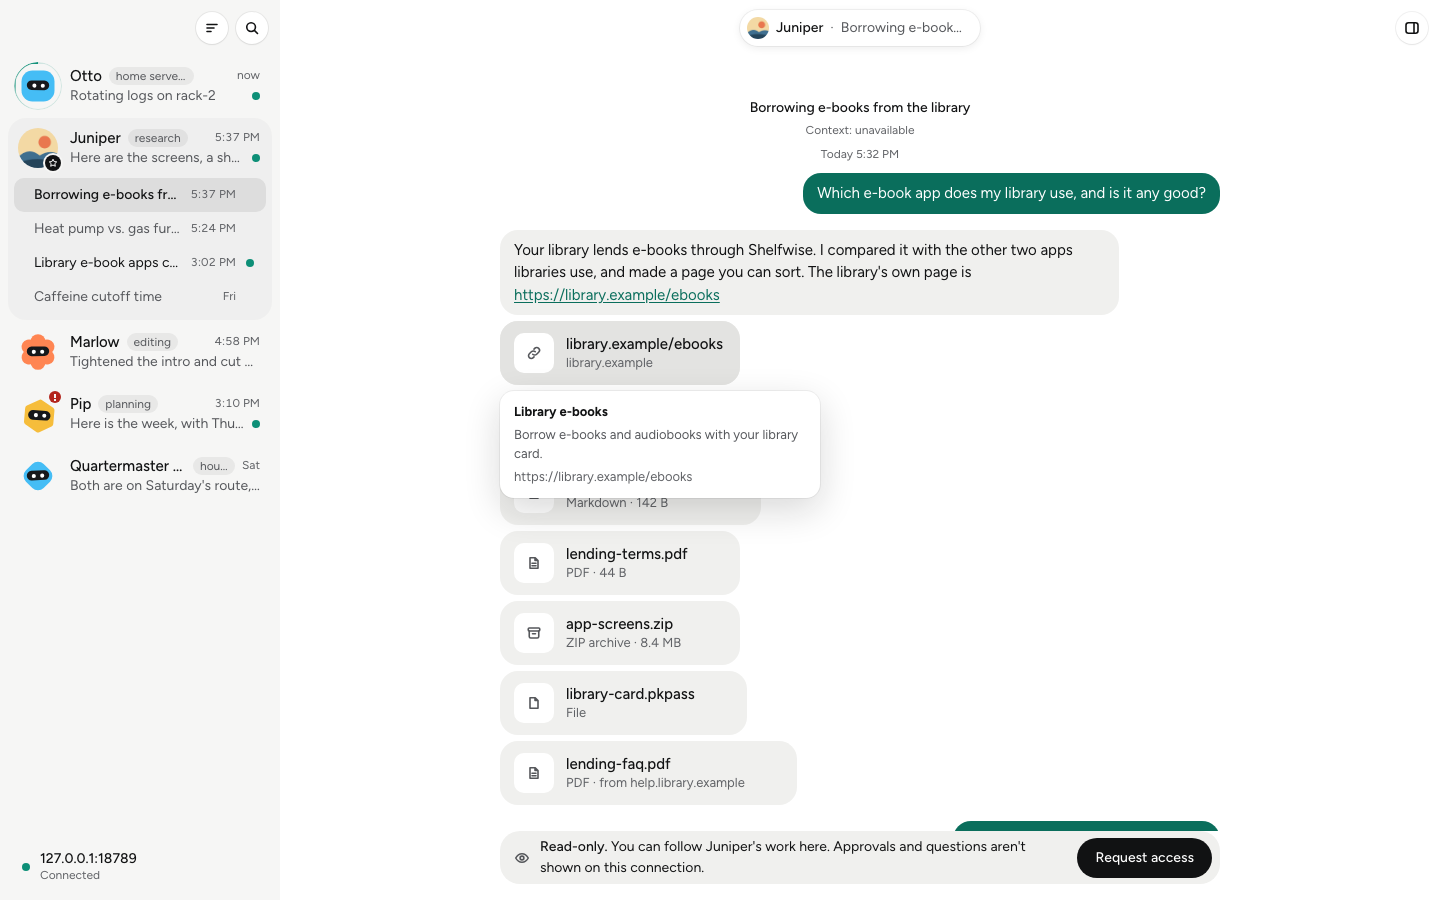 Otto home serve... now
Rotating logs on rack-2
Juniper research 5:37 PM
Here are the screens, a sh...
Borrowing e-books fr... 5:37 PM
Heat pump vs. gas fur... 5:24 PM
Library e-book apps c... 3:02 PM
Caffeine cutoff time Fri
Marlow editing 4:58 PM
Tightened the intro and cut ...
Pip planning 3:10 PM
Here is the week, with Thu...
Quartermaster ... hou... Sat
Both are on Saturday's route,...
127.0.0.1:18789
Connected
Juniper · Borrowing e-book...
Borrowing e-books from the library
Context: unavailable
Today 5:32 PM
Which e-book app does my library use, and is it any good?
Your library lends e-books through Shelfwise. I compared it with the other two apps
libraries use, and made a page you can sort. The library's own page is
https://library.example/ebooks
library.example/ebooks
library.example
Library e-books
Borrow e-books and audiobooks with your library
card.
https://library.example/ebooks
Markdown · 142 B
lending-terms.pdf
PDF · 44 B
app-screens.zip
ZIP archive · 8.4 MB
library-card.pkpass
File
lending-faq.pdf
PDF · from help.library.example
Read-only. You can follow Juniper's work here. Approvals and questions aren't
shown on this connection.
Request access